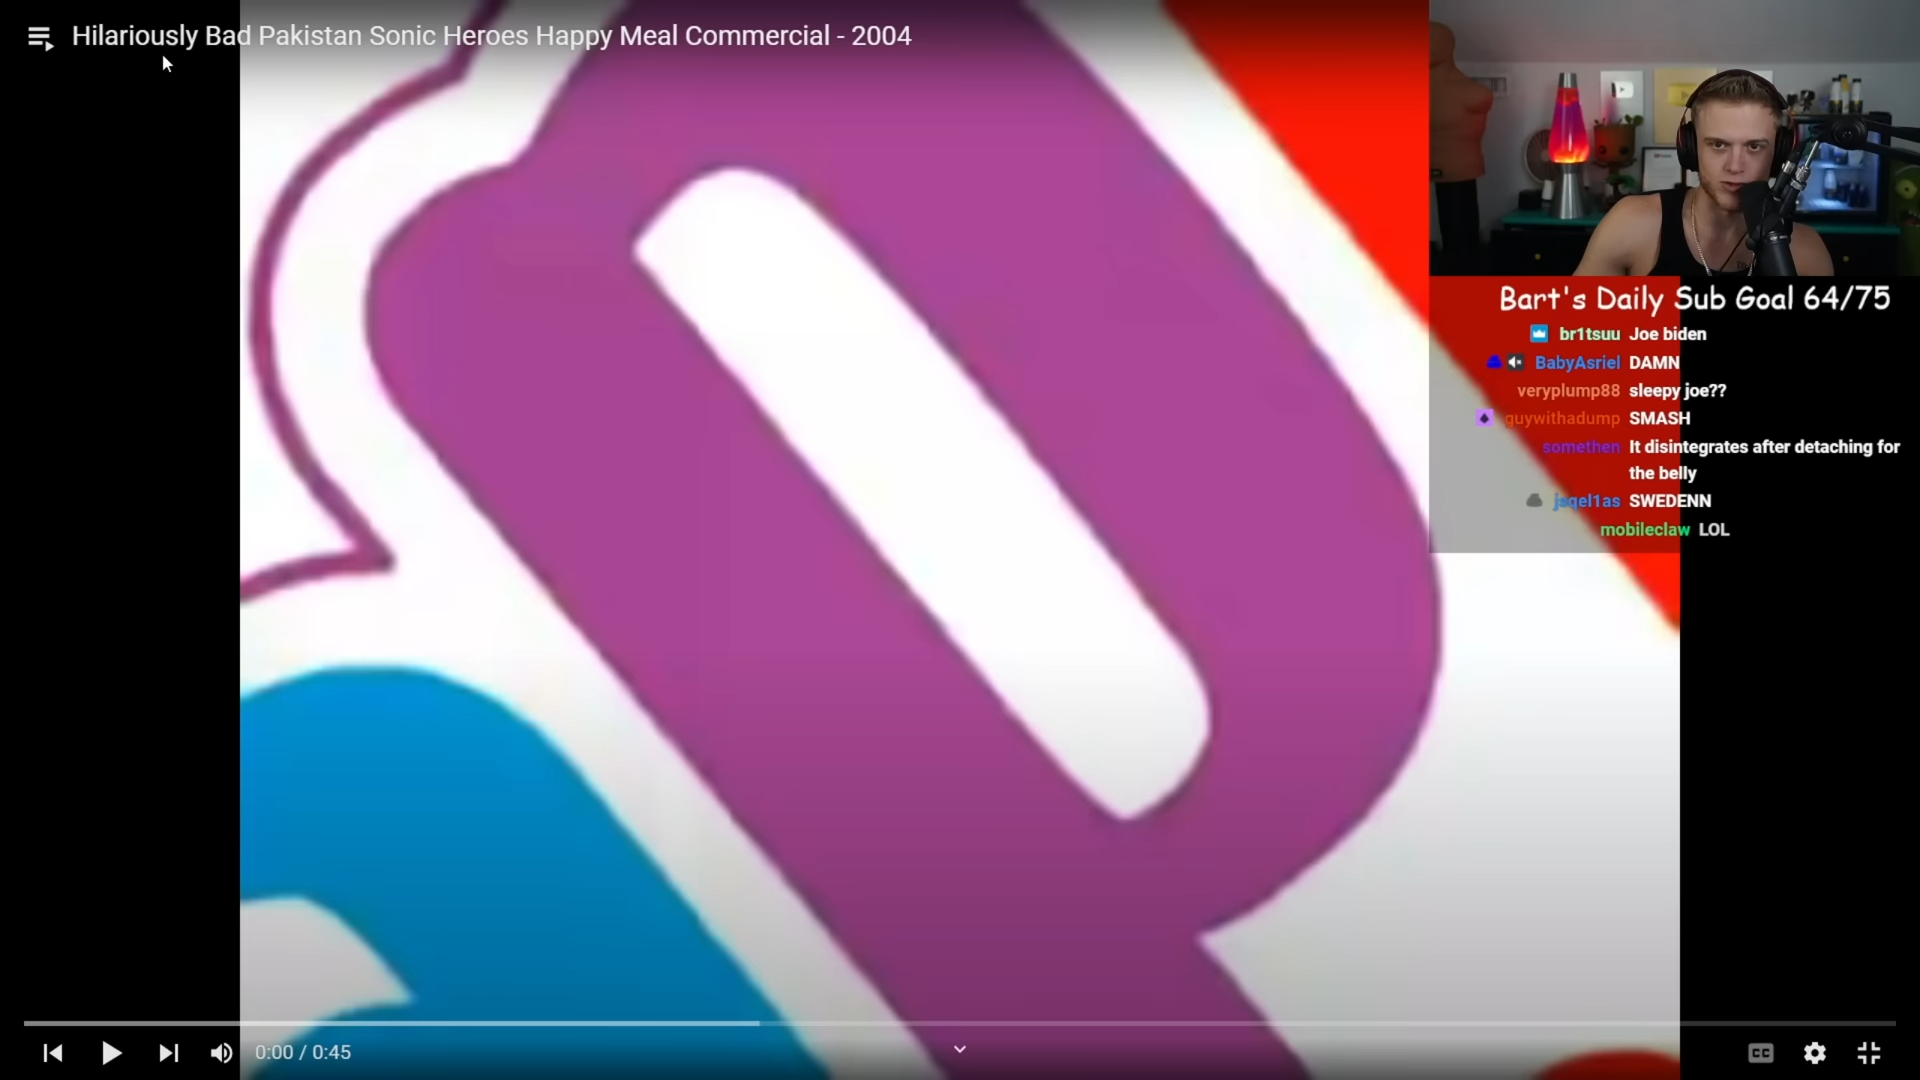 Hilariously Bad Pakistan Sonic Heroes Happy Meal Commercial - 2004
Bart's Daily Sub Goal 64/75
br1tsuu Joe biden
BabyAsriel DAMN
veryplump88 sleepy joe??
guywithadump SMASH
somethen It disintegrates after detaching for
the belly
jaqel1as SWEDENN
mobileclaw LOL
0:00 / 0:45
CC